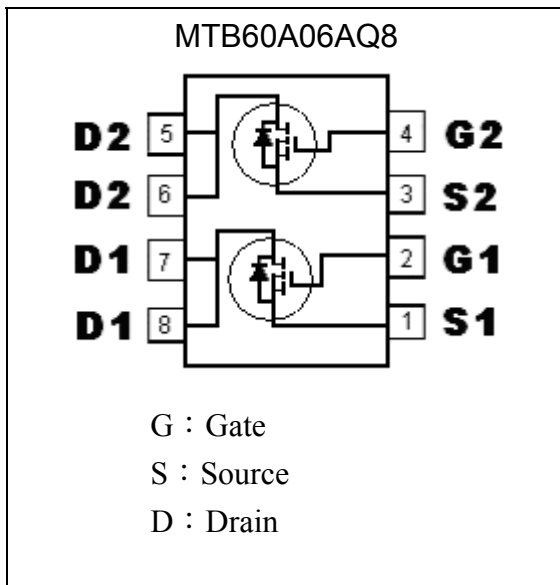 MTB60A06AQ8
D2 5 4 G2
D2 6 3 S2
D1 7 2 G1
D1 8 1 S1
G：Gate
S：Source
D：Drain